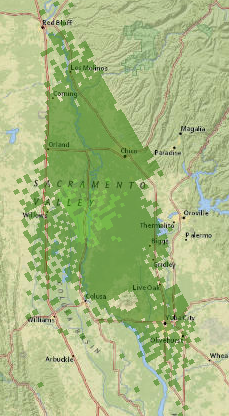 Red Bluff
Los Molinos
Corning
Magalia
Orland
Chico
Paradise
SACRAMENTO
VALLEY
Willows
Oroville
Thermalito
Palermo
Biggs
Gridley
Live Oak
Colusa
Williams
Yuba City
Olivehurst
Arbuckle
Whea